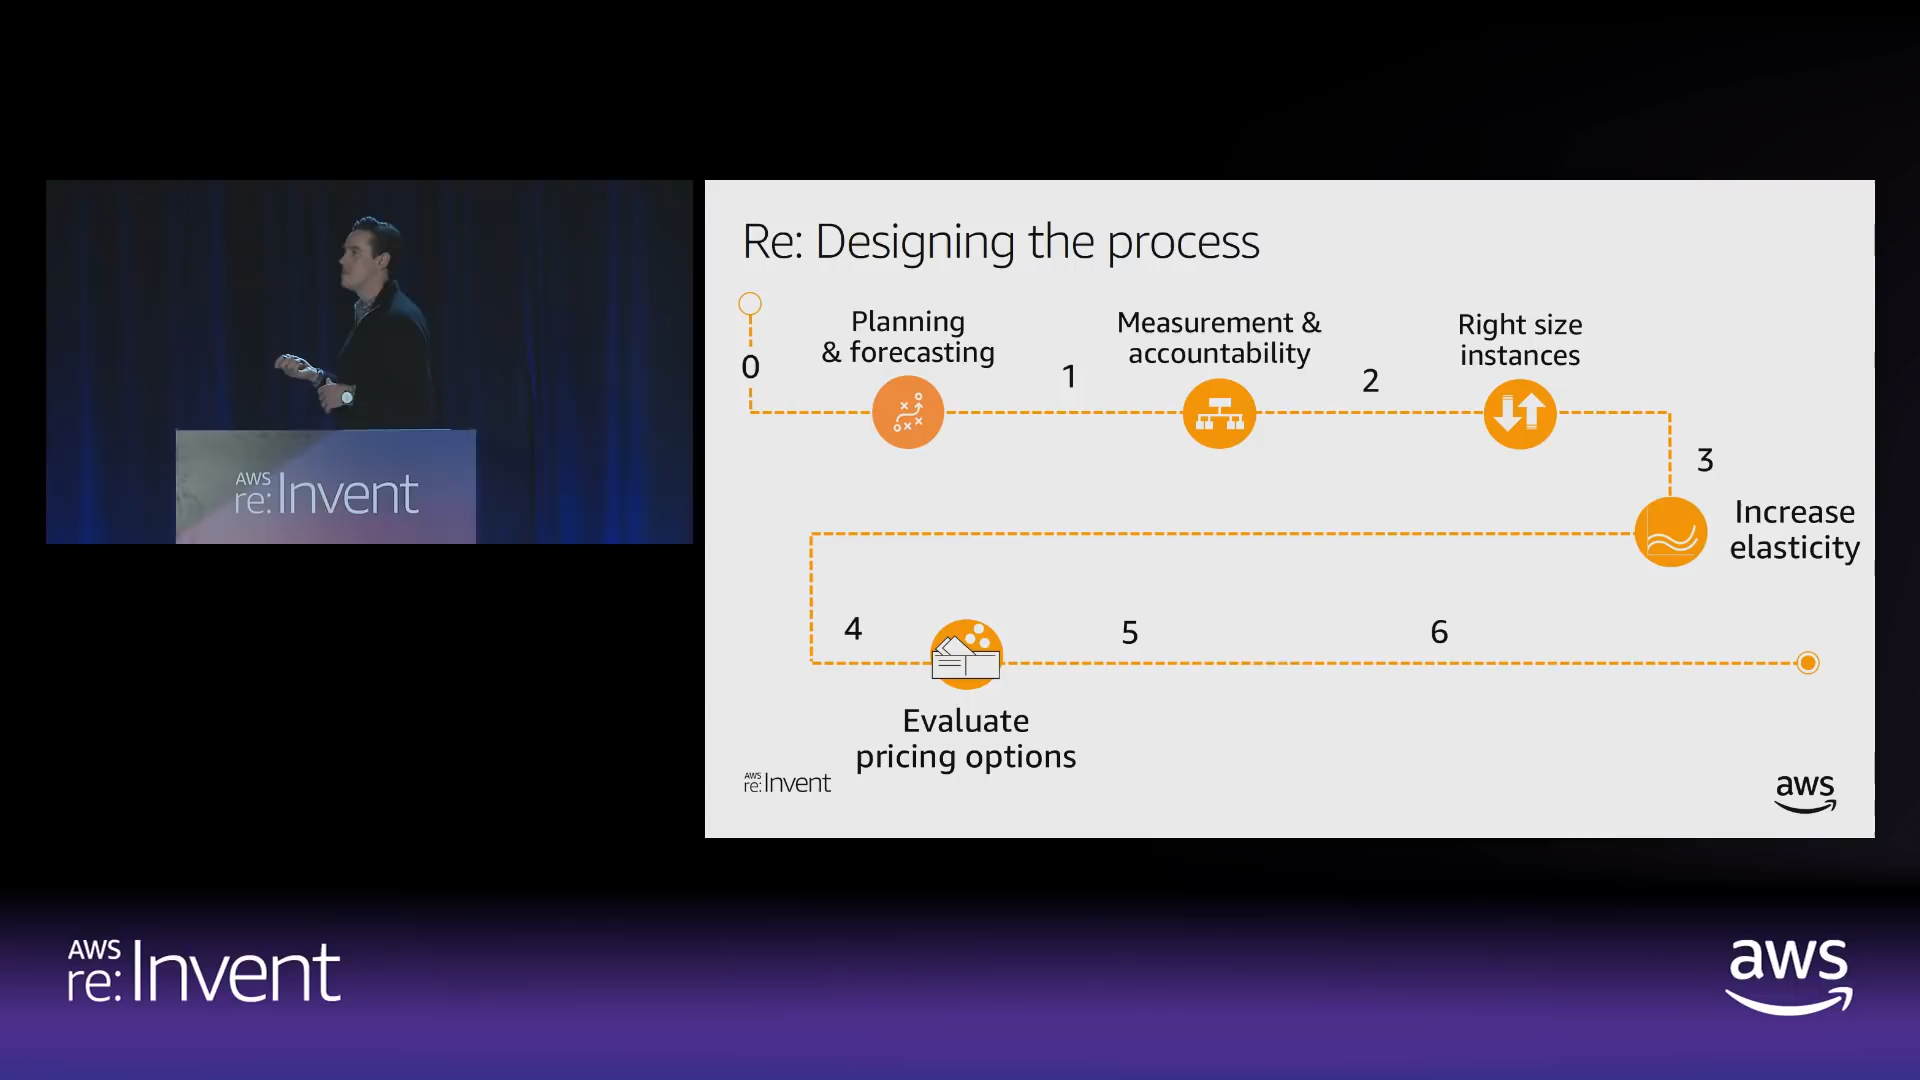 Re: Designing the process
0
Planning
& forecasting
1
Measurement &
accountability
2
Right size
instances
3
Increase
elasticity
4
Evaluate
pricing options
5
6
AWS
re:Invent
aws
AWS
re:Invent
AWS
re:Invent
aws